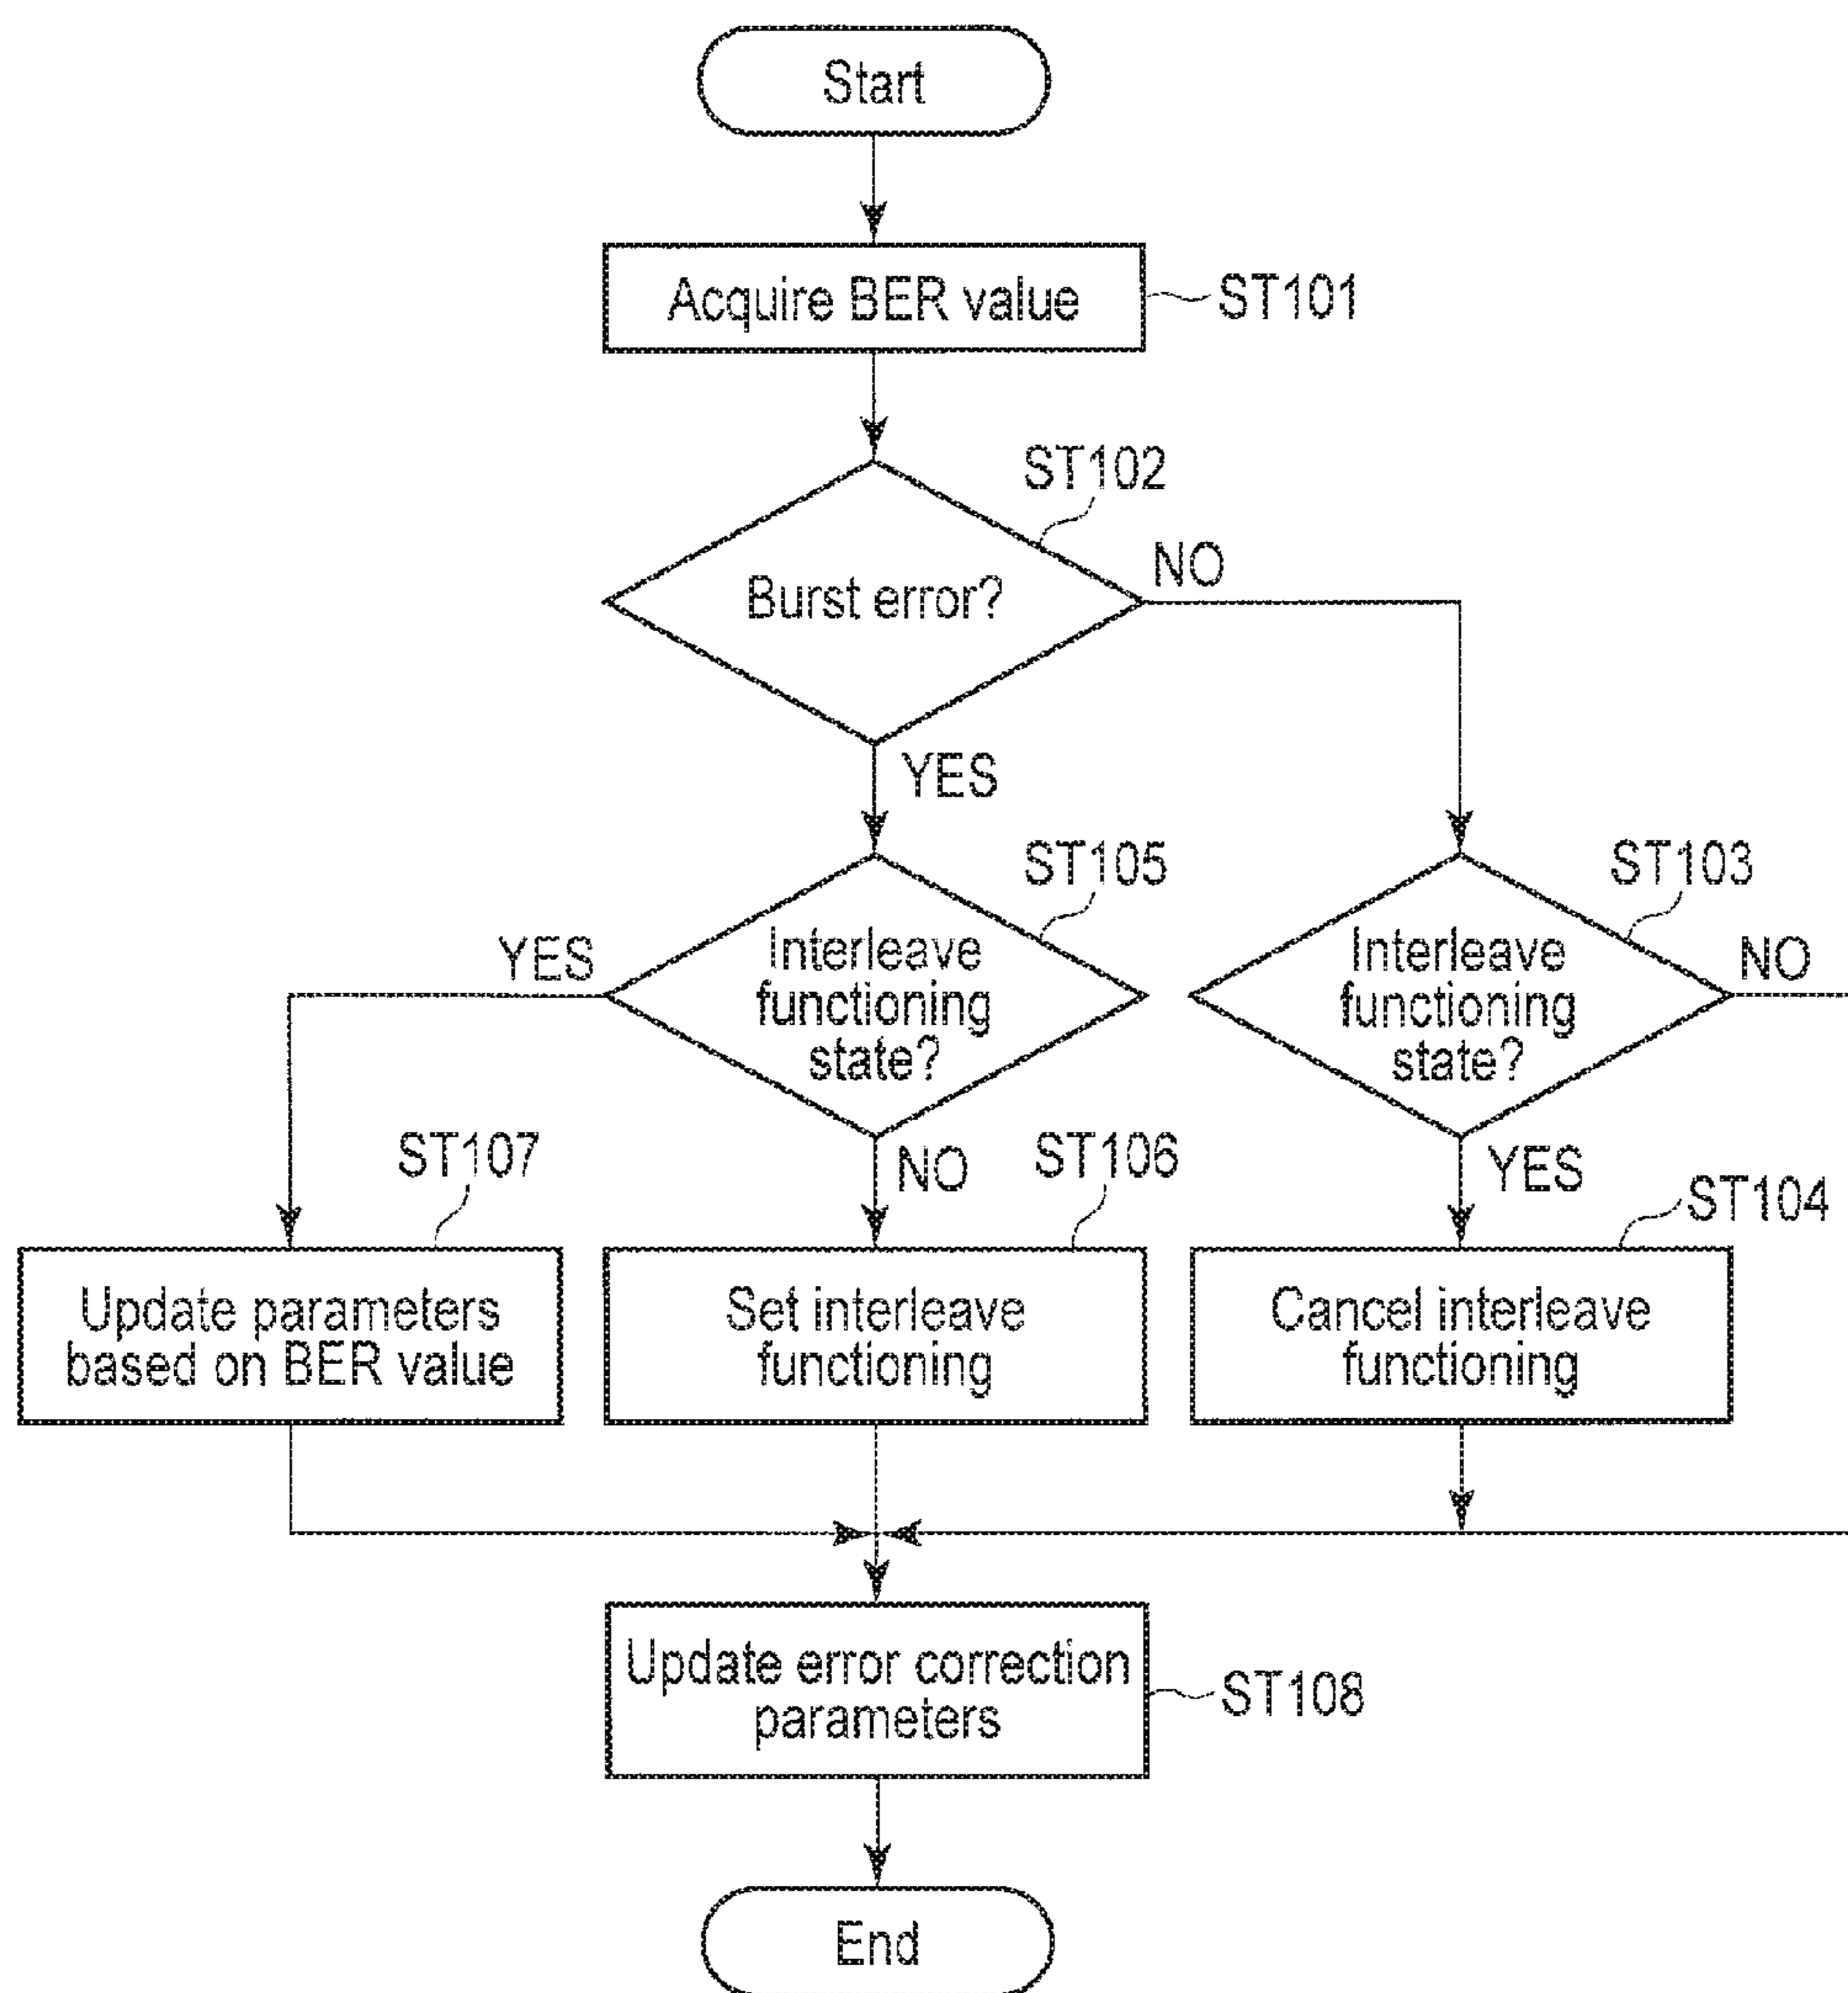 Start
Acquire BER value
ST101
ST102
Burst error?
NO
YES
ST105
ST103
YES
Interleave
functioning
state?
Interleave
functioning
state?
NO
ST107
NO
ST106
YES
ST104
Update parameters
based on BER value
Set interleave
functioning
Cancel interleave
functioning
Update error correction
parameters
ST108
End